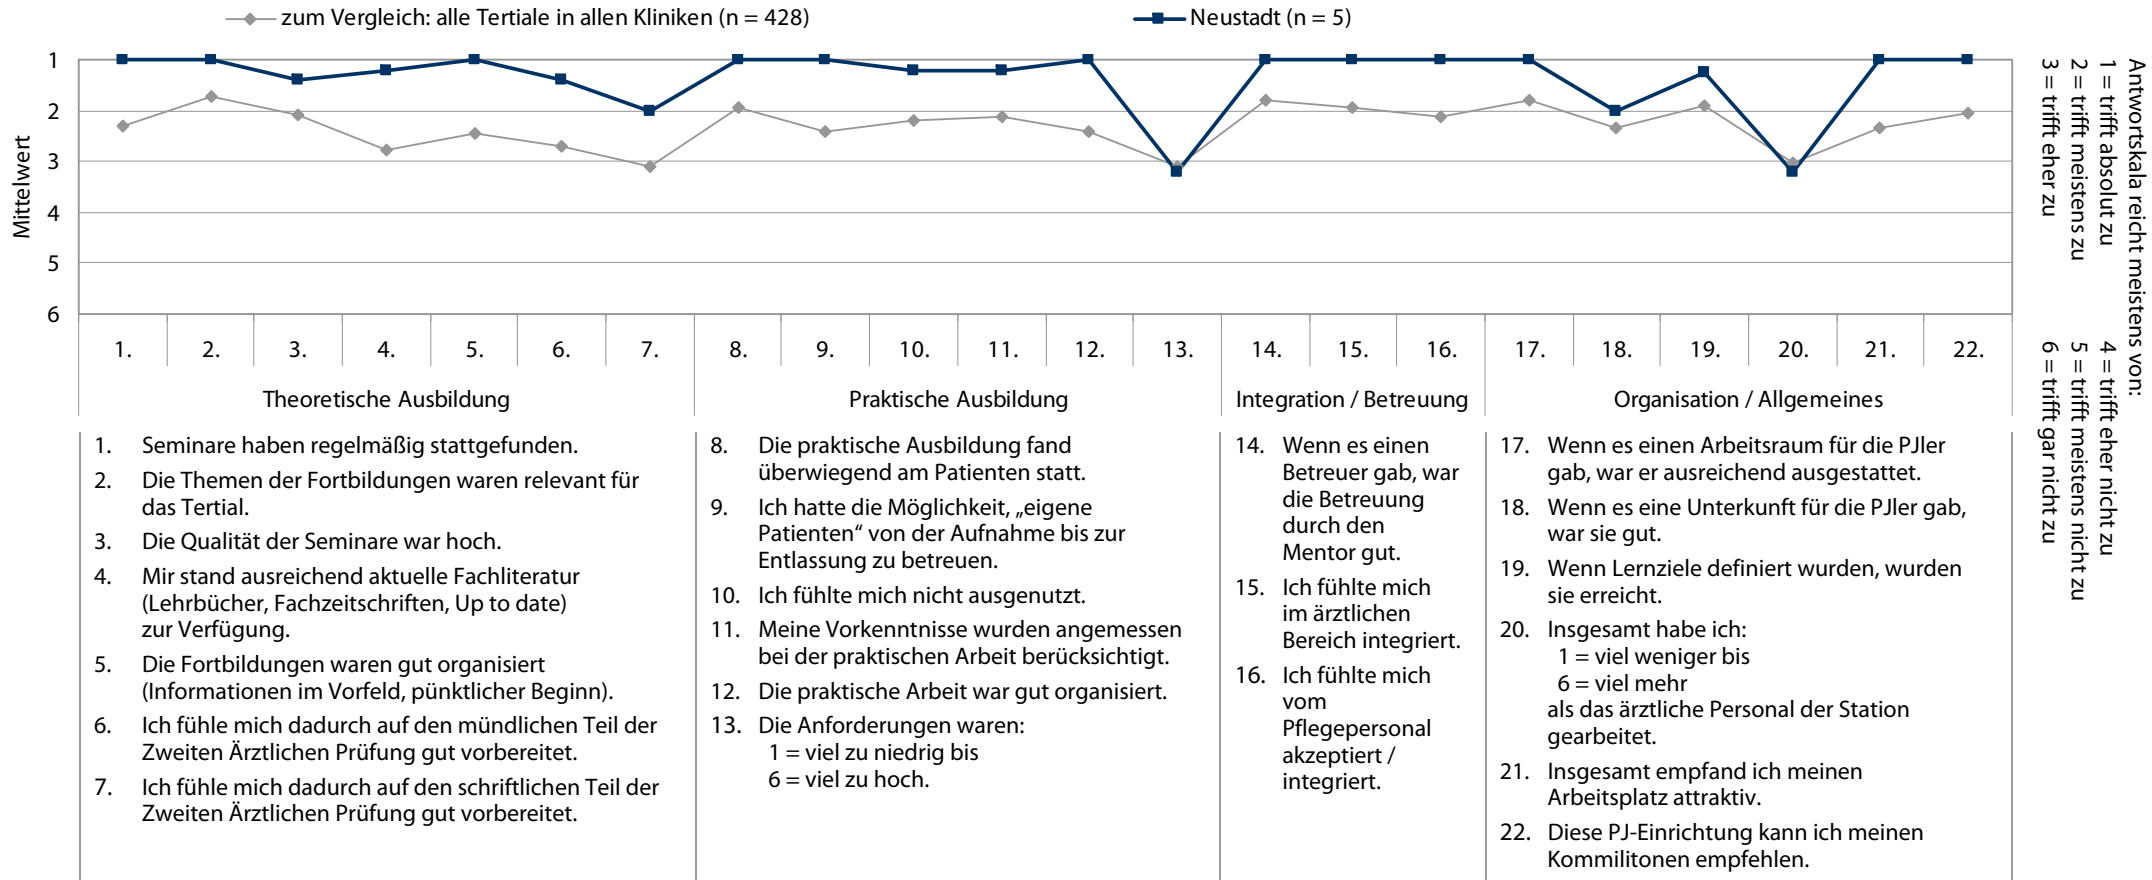 zum Vergleich: alle Tertiale in allen Kliniken (n = 428)
Neustadt (n = 5)
Mittelwert
1
2
3
4
5
6
Antwortskala reicht meistens von:
1 = trifft absolut zu
2 = trifft meistens zu
3 = trifft eher zu
4 = trifft eher nicht zu
5 = trifft meistens nicht zu
6 = trifft gar nicht zu
1. 2. 3. 4. 5. 6. 7. 8. 9. 10. 11. 12. 13. 14. 15. 16. 17. 18. 19. 20. 21. 22.
Theoretische Ausbildung
Praktische Ausbildung
Integration / Betreuung
Organisation / Allgemeines
1. Seminare haben regelmäßig stattgefunden.
2. Die Themen der Fortbildungen waren relevant für
das Tertial.
3. Die Qualität der Seminare war hoch.
4. Mir stand ausreichend aktuelle Fachliteratur
(Lehrbücher, Fachzeitschriften, Up to date)
zur Verfügung.
5. Die Fortbildungen waren gut organisiert
(Informationen im Vorfeld, pünktlicher Beginn).
6. Ich fühle mich dadurch auf den mündlichen Teil der
Zweiten Ärztlichen Prüfung gut vorbereitet.
7. Ich fühle mich dadurch auf den schriftlichen Teil der
Zweiten Ärztlichen Prüfung gut vorbereitet.
8. Die praktische Ausbildung fand
überwiegend am Patienten statt.
9. Ich hatte die Möglichkeit, „eigene
Patienten“ von der Aufnahme bis zur
Entlassung zu betreuen.
10. Ich fühlte mich nicht ausgenutzt.
11. Meine Vorkenntnisse wurden angemessen
bei der praktischen Arbeit berücksichtigt.
12. Die praktische Arbeit war gut organisiert.
13. Die Anforderungen waren:
1 = viel zu niedrig bis
6 = viel zu hoch.
14. Wenn es einen
Betreuer gab, war
die Betreuung
durch den
Mentor gut.
15. Ich fühlte mich
im ärztlichen
Bereich integriert.
16. Ich fühlte mich
vom
Pflegepersonal
akzeptiert /
integriert.
17. Wenn es einen Arbeitsraum für die PJler
gab, war er ausreichend ausgestattet.
18. Wenn es eine Unterkunft für die PJler gab,
war sie gut.
19. Wenn Lernziele definiert wurden, wurden
sie erreicht.
20. Insgesamt habe ich:
1 = viel weniger bis
6 = viel mehr
als das ärztliche Personal der Station
gearbeitet.
21. Insgesamt empfand ich meinen
Arbeitsplatz attraktiv.
22. Diese PJ-Einrichtung kann ich meinen
Kommilitonen empfehlen.